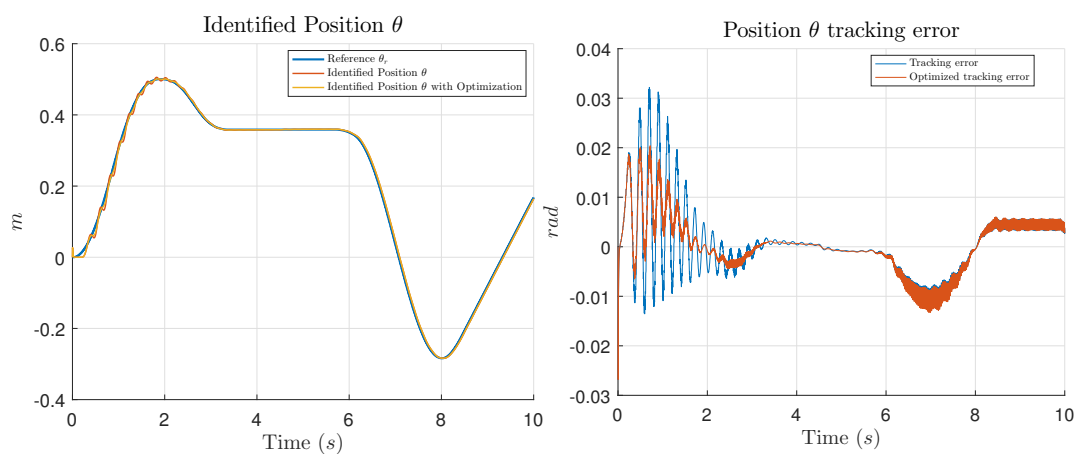 Identified Position θ
0.6
0.4
0.2
0
-0.2
-0.4
m
0 2 4 6 8 10
Time (s)
Reference θr
Identified Position θ
Identified Position θ with Optimization
Position θ tracking error
0.04
0.03
0.02
0.01
0
-0.01
-0.02
-0.03
rad
0 2 4 6 8 10
Time (s)
Tracking error
Optimized tracking error